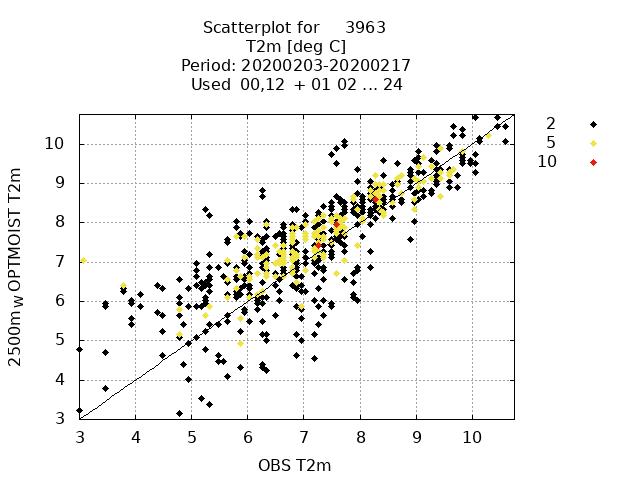 Scatterplot for 3963
T2m [deg C]
Period: 20200203-20200217
Used 00,12 + 01 02 ... 24
2
5
10
10
9
8
7
6
5
4
3
2500m_W OPTMOIST T2m
3 4 5 6 7 8 9 10
OBS T2m